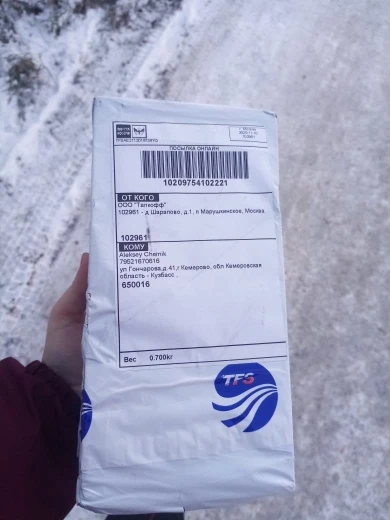 ПОСЫЛКА ОНЛАЙН
10209754102221
ОТ КОГО
ООО "Тапкофф"
102961 - д Шарапово, д.1, п Марушкинское, Москва
102961
КОМУ
Aleksey Chernik
79521670616
ул Гончарова,д.41,г Кемерово, обл Кемеровская
область - Кузбасс ,
650016
Вес 0.700kг
TFS